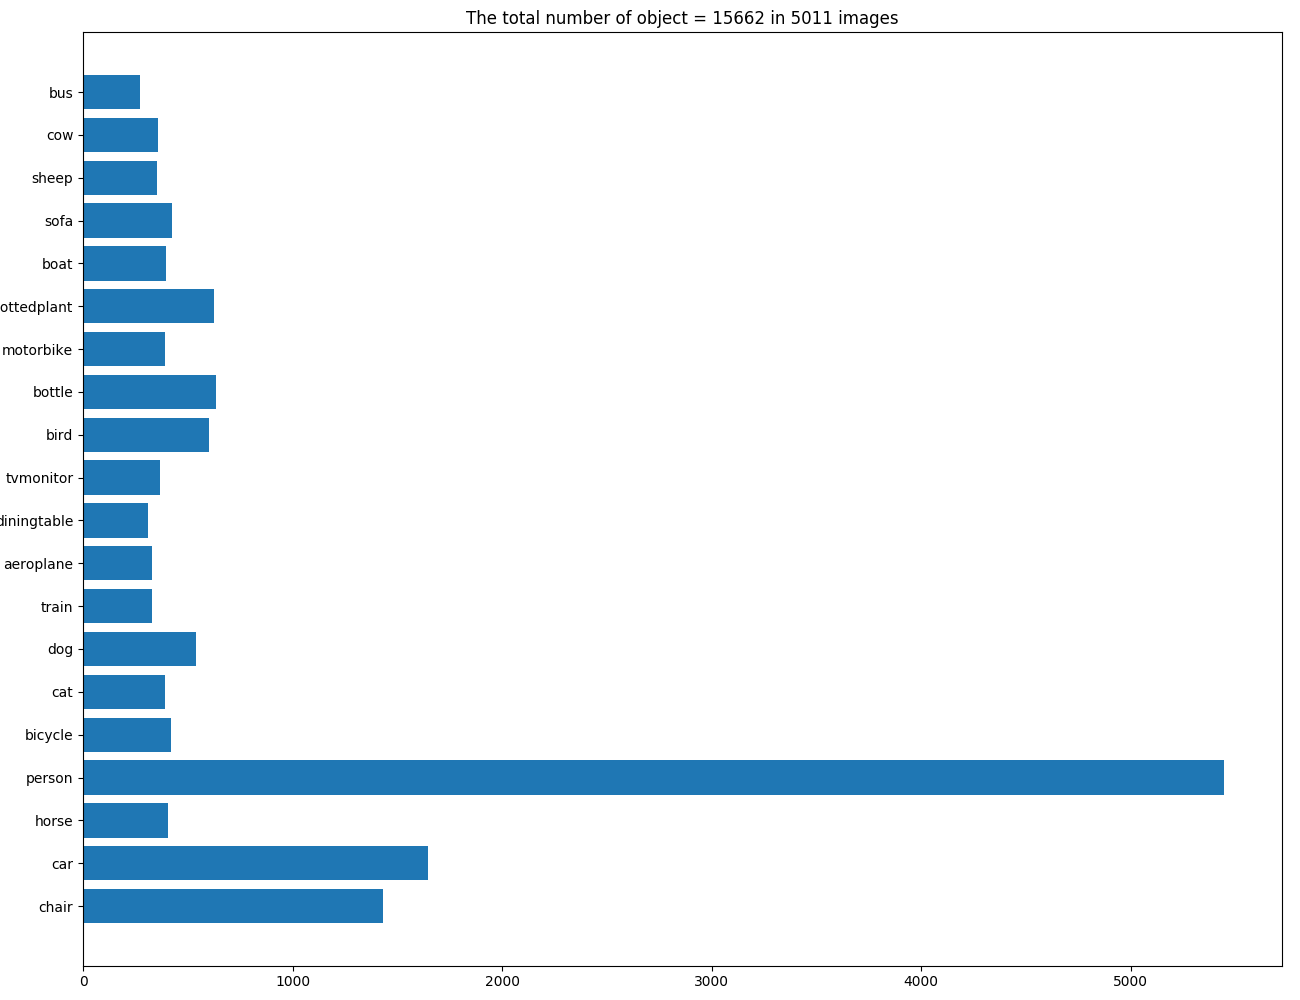 The total number of object = 15662 in 5011 images
bus
cow
sheep
sofa
boat
ottedplant
motorbike
bottle
bird
tvmonitor
diningtable
aeroplane
train
dog
cat
bicycle
person
horse
car
chair
0 1000 2000 3000 4000 5000